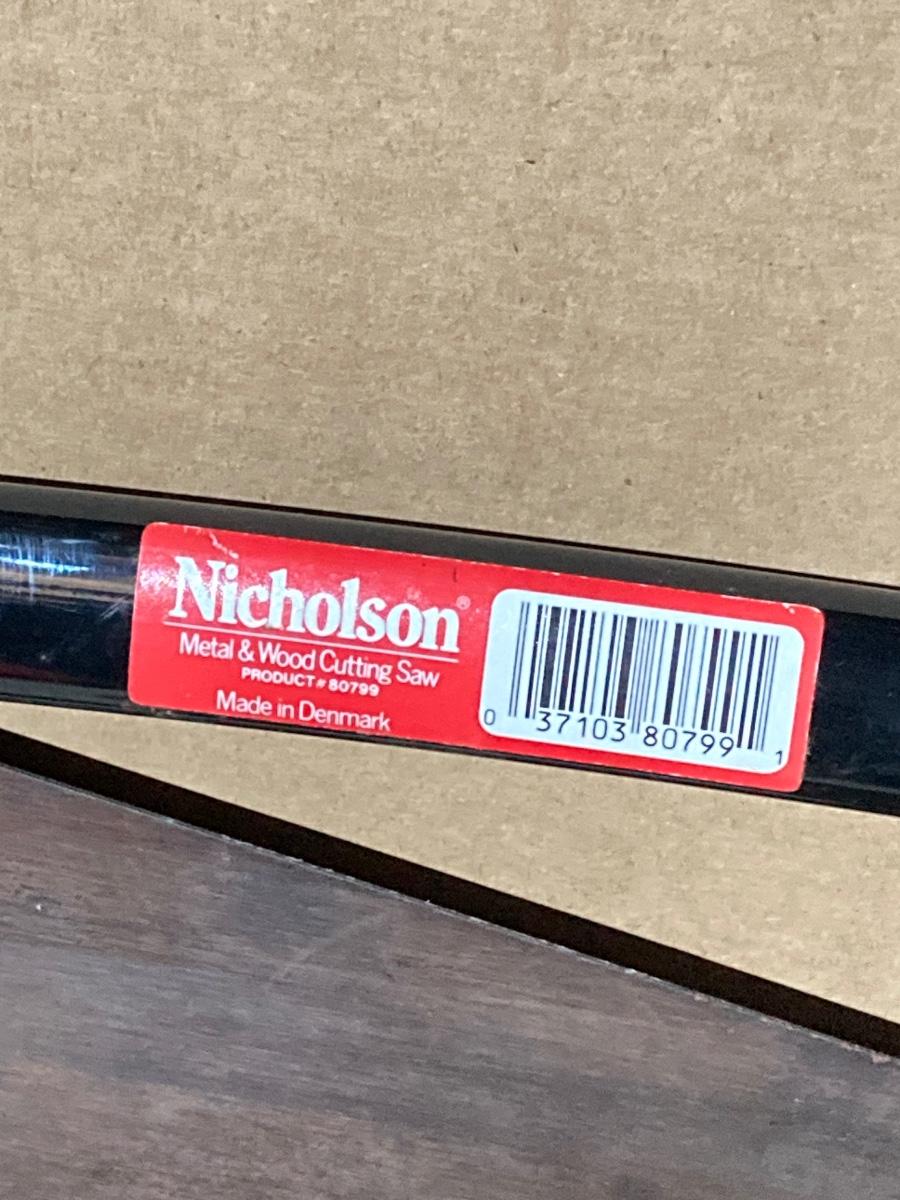 Nicholson®
Metal & Wood Cutting Saw
PRODUCT # 80799
Made in Denmark
0 37103 80799 1